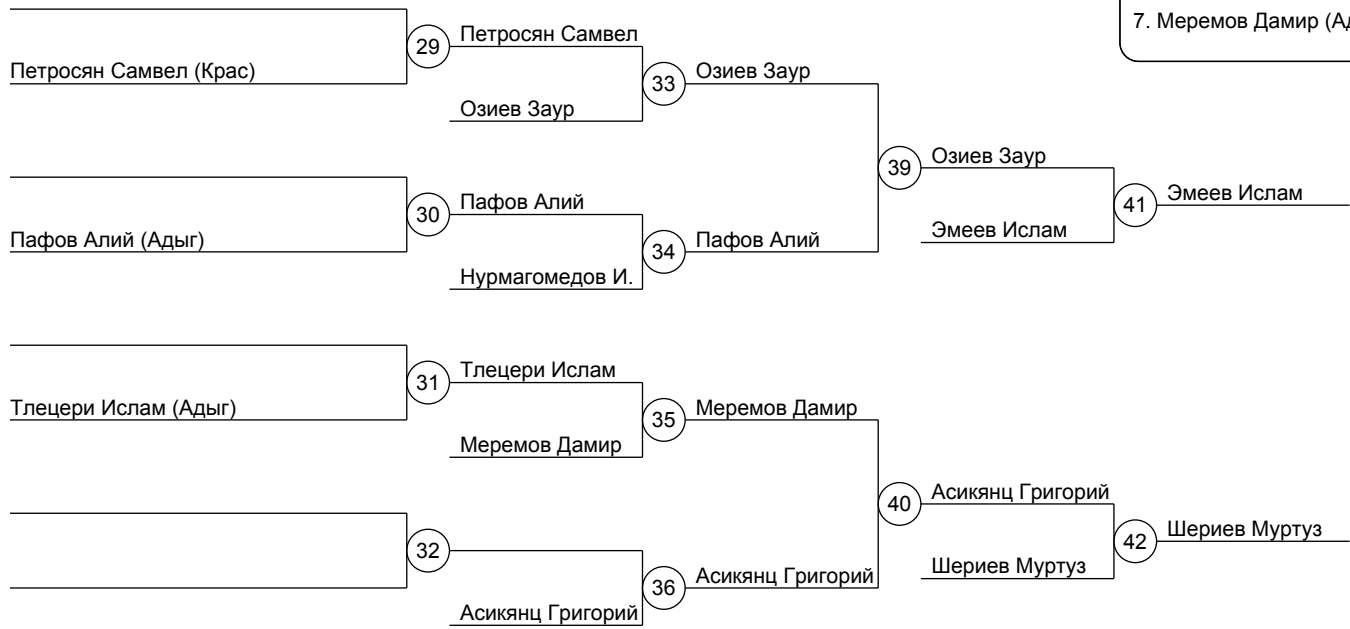 7. Меремов Дамир
29
Петросян Самвел
Петросян Самвел (Крас)
33
Озиев Заур
Озиев Заур
39
Озиев Заур
30
Пафов Алий
41
Эмеев Ислам
Пафов Алий (Адыг)
34
Пафов Алий
Эмеев Ислам
Нурмагомедов И.
31
Тлецери Ислам
Тлецери Ислам (Адыг)
35
Меремов Дамир
Меремов Дамир
40
Асикянц Григорий
32
42
Шериев Муртуз
36
Асикянц Григорий
Шериев Муртуз
Асикянц Григорий